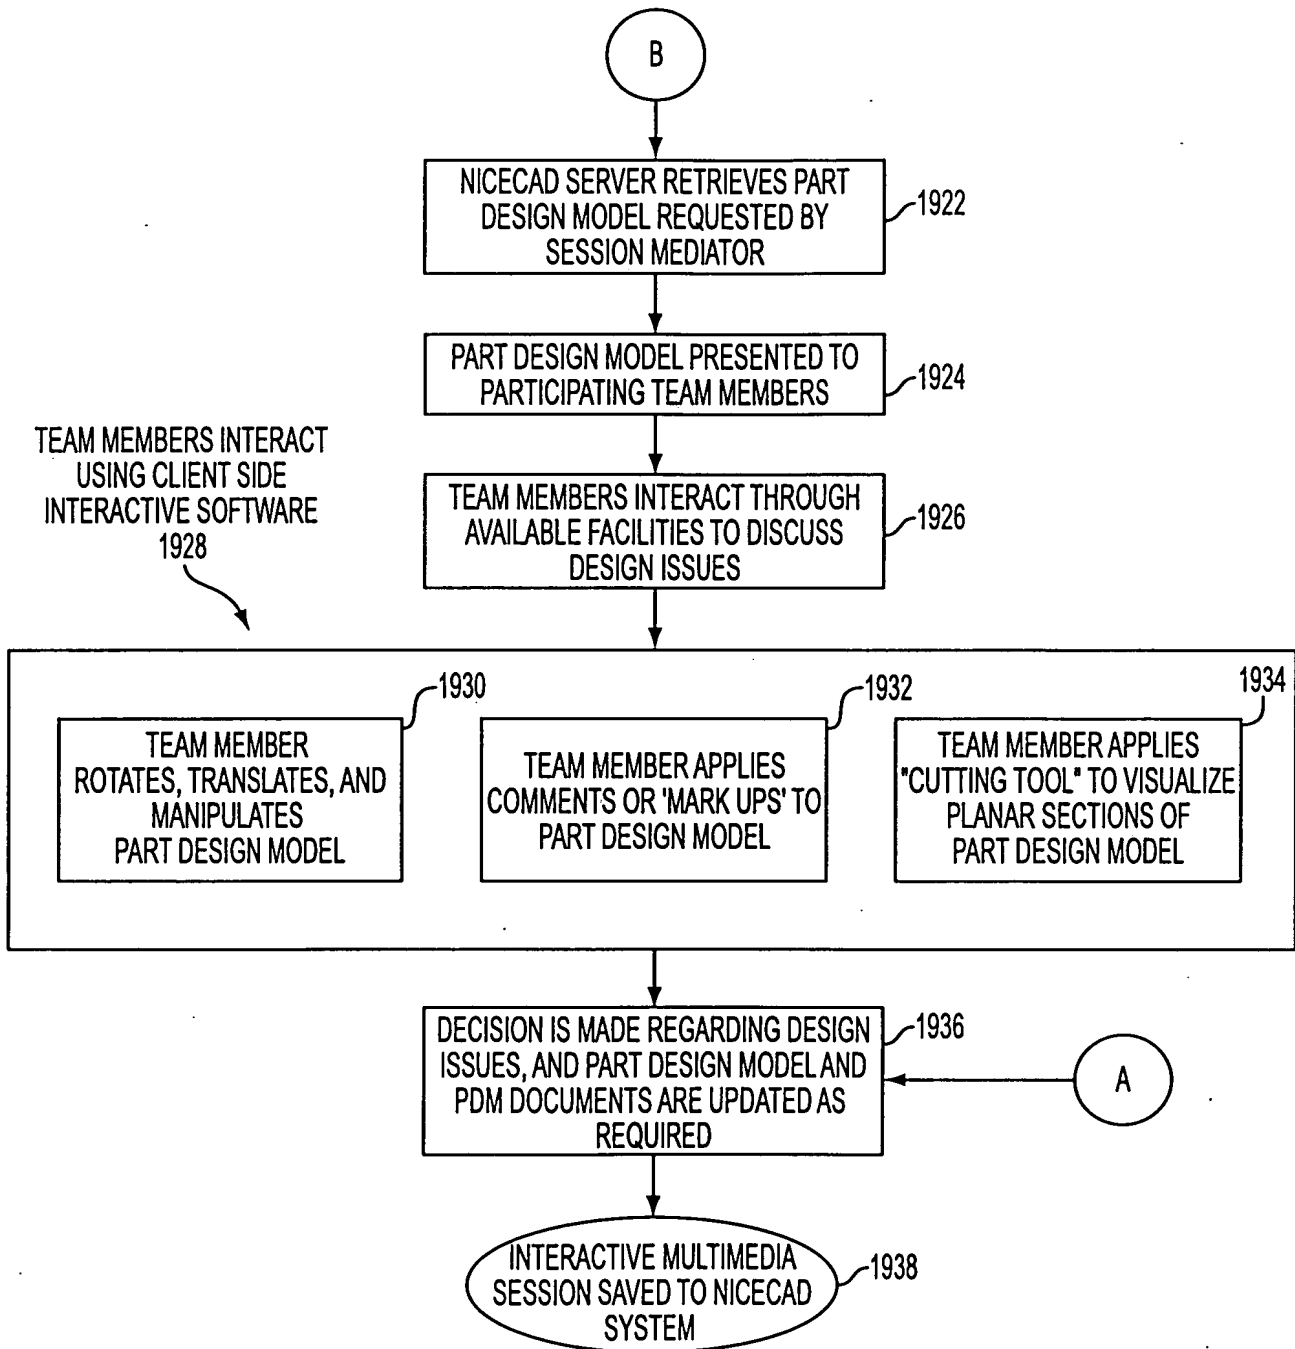 B
NICECAD SERVER RETRIEVES PART
DESIGN MODEL REQUESTED BY
SESSION MEDIATOR
1922
PART DESIGN MODEL PRESENTED TO
PARTICIPATING TEAM MEMBERS
1924
TEAM MEMBERS INTERACT
USING CLIENT SIDE
INTERACTIVE SOFTWARE
1928
TEAM MEMBERS INTERACT THROUGH
AVAILABLE FACILITIES TO DISCUSS
DESIGN ISSUES
1926
1930
TEAM MEMBER
ROTATES, TRANSLATES, AND
MANIPULATES
PART DESIGN MODEL
1932
TEAM MEMBER APPLIES
COMMENTS OR 'MARK UPS' TO
PART DESIGN MODEL
1934
TEAM MEMBER APPLIES
"CUTTING TOOL" TO VISUALIZE
PLANAR SECTIONS OF
PART DESIGN MODEL
DECISION IS MADE REGARDING DESIGN
ISSUES, AND PART DESIGN MODEL AND
PDM DOCUMENTS ARE UPDATED AS
REQUIRED
1936
A
INTERACTIVE MULTIMEDIA
SESSION SAVED TO NICECAD
SYSTEM
1938